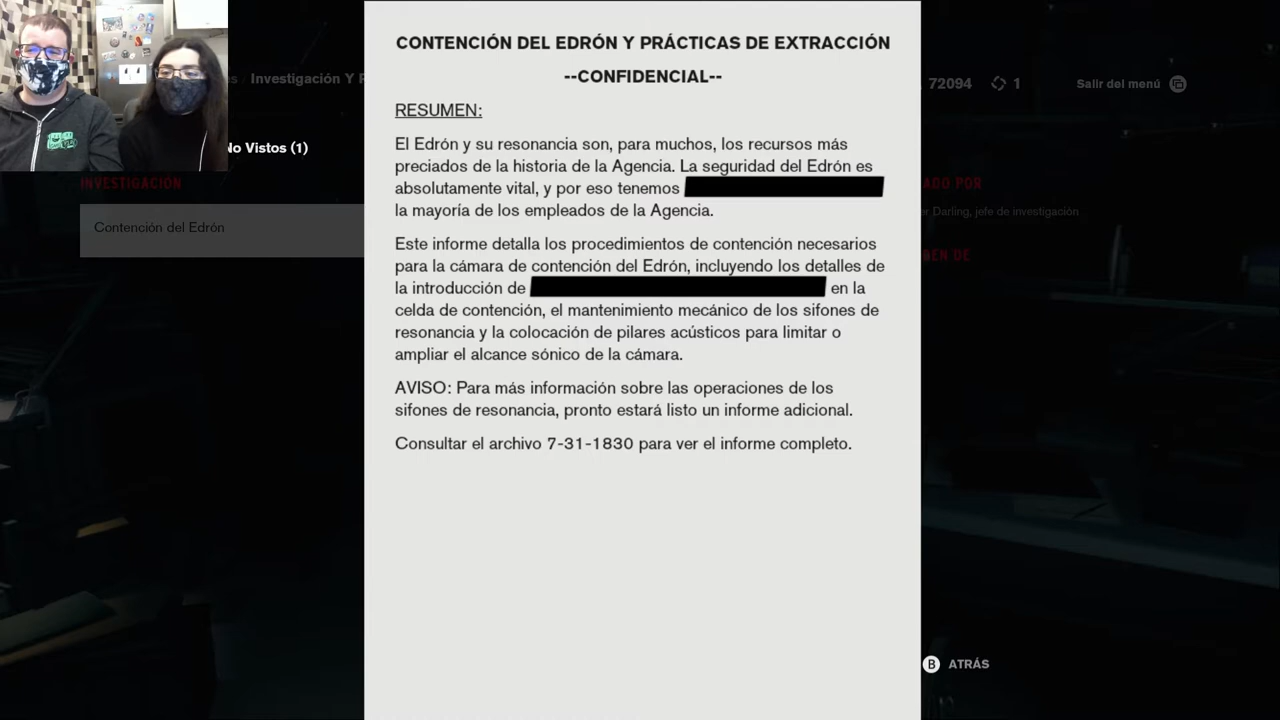 CONTENCIÓN DEL EDRÓN Y PRÁCTICAS DE EXTRACCIÓN
--CONFIDENCIAL--
RESUMEN:
El Edrón y su resonancia son, para muchos, los recursos más
preciados de la historia de la Agencia. La seguridad del Edrón es
absolutamente vital, y por eso tenemos
la mayoría de los empleados de la Agencia.
Este informe detalla los procedimientos de contención necesarios
para la cámara de contención del Edrón, incluyendo los detalles de
la introducción de en la
celda de contención, el mantenimiento mecánico de los sifones de
resonancia y la colocación de pilares acústicos para limitar o
ampliar el alcance sónico de la cámara.
AVISO: Para más información sobre las operaciones de los
sifones de resonancia, pronto estará listo un informe adicional.
Consultar el archivo 7-31-1830 para ver el informe completo.
Investigación Y
72094 1
Salir del menú
No Vistos (1)
INVESTIGACIÓN
Contención del Edrón
POR
Darling, jefe de investigación
B ATRÁS